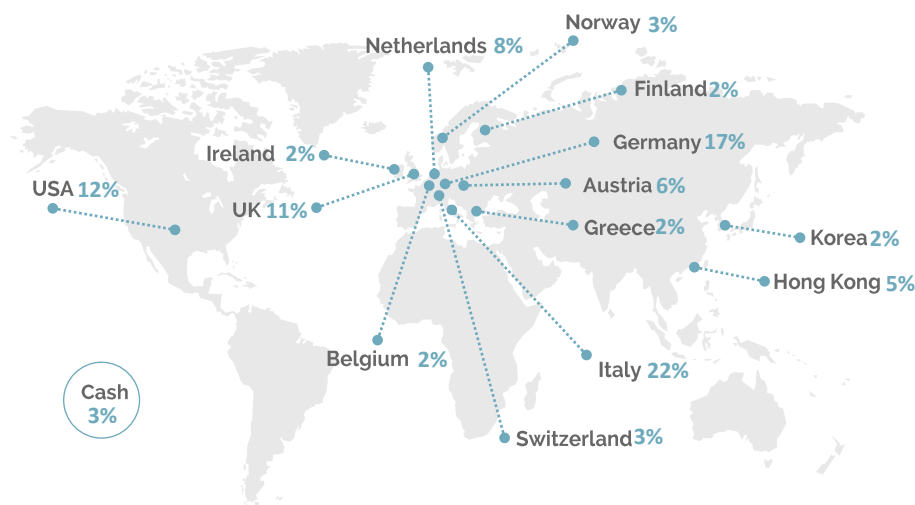 Norway 3%
Netherlands 8%
Finland 2%
Germany 17%
Ireland 2%
USA 12%
Austria 6%
UK 11%
Greece 2%
Korea 2%
Hong Kong 5%
Belgium 2%
Italy 22%
Cash
3%
Switzerland 3%